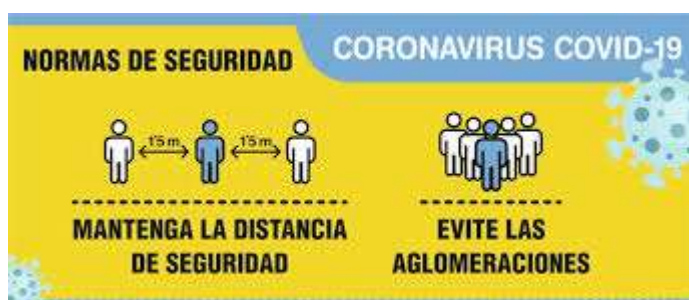 NORMAS DE SEGURIDAD
CORONAVIRUS COVID-19
1'5 m
1'5 m
MANTENGA LA DISTANCIA
DE SEGURIDAD
EVITE LAS
AGLOMERACIONES